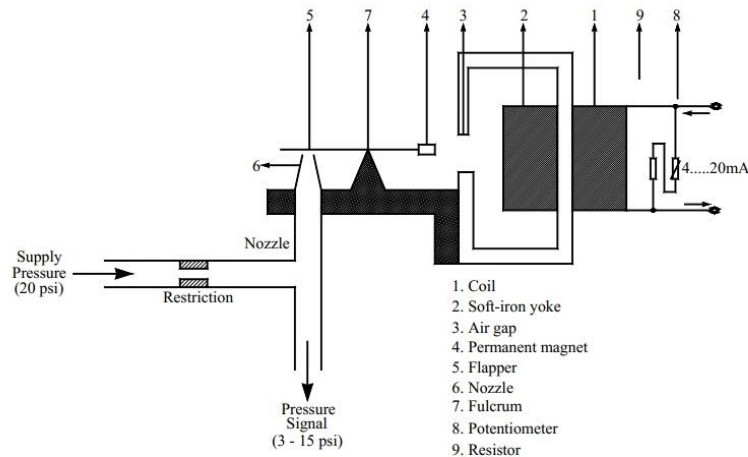 5 7 4 3 2 1 9 8
6
4.....20mA
Nozzle
Supply
Pressure
(20 psi)
Restriction
Pressure
Signal
(3 - 15 psi)
1. Coil
2. Soft-iron yoke
3. Air gap
4. Permanent magnet
5. Flapper
6. Nozzle
7. Fulcrum
8. Potentiometer
9. Resistor